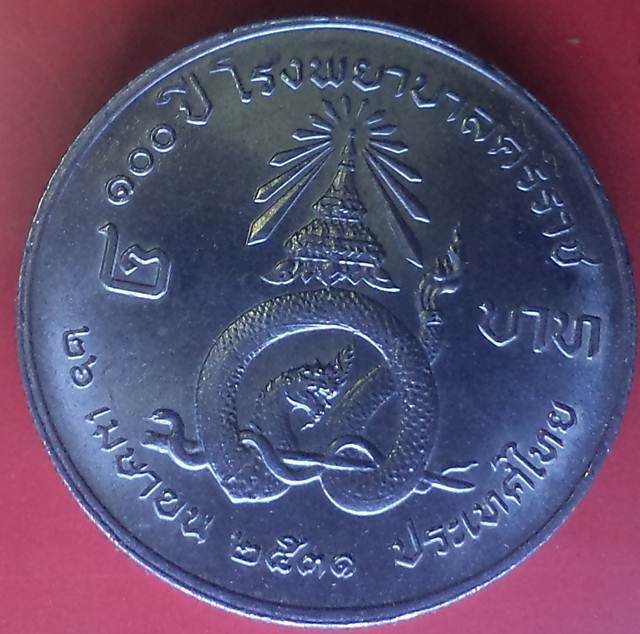 ๑๐๐ ปี โรงพยาบาลศิริราช
๒ บาท
๒๖ เมษายน ๒๕๓๑ ประเทศไทย